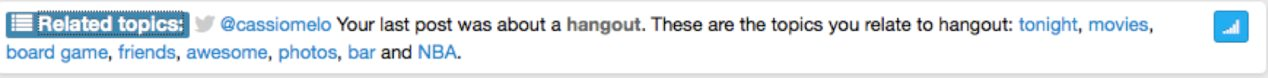 Related topics: @cassiomelo Your last post was about a hangout. These are the topics you relate to hangout: tonight, movies,
board game, friends, awesome, photos, bar and NBA.